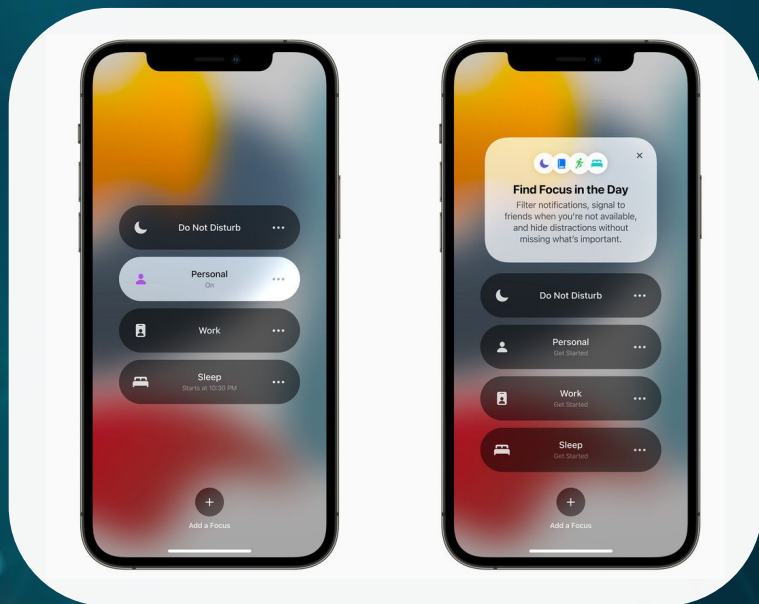 Do Not Disturb
Personal
On
Work
Sleep
Starts at 10:30 PM
Add a Focus
Find Focus in the Day
Filter notifications, signal to
friends when you're not available,
and hide distractions without
missing what's important.
Do Not Disturb
Personal
Get Started
Work
Get Started
Sleep
Get Started
Add a Focus